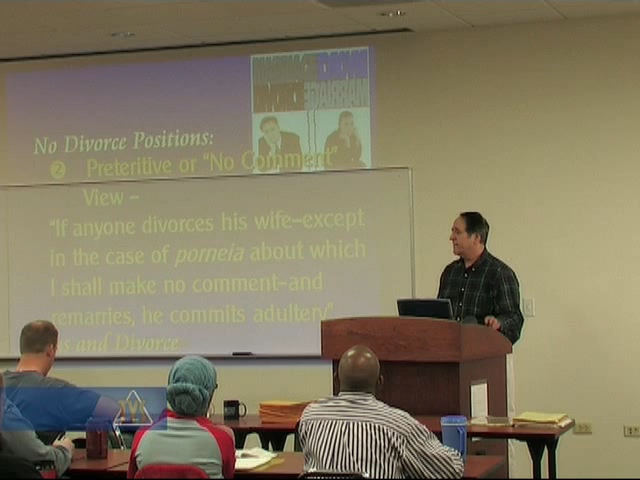 No Divorce Positions:
❷ Preteritive or "No Comment"
View –
"If anyone divorces his wife–except
in the case of porneia about which
I shall make no comment–and
remarries, he commits adultery."
and Divorce